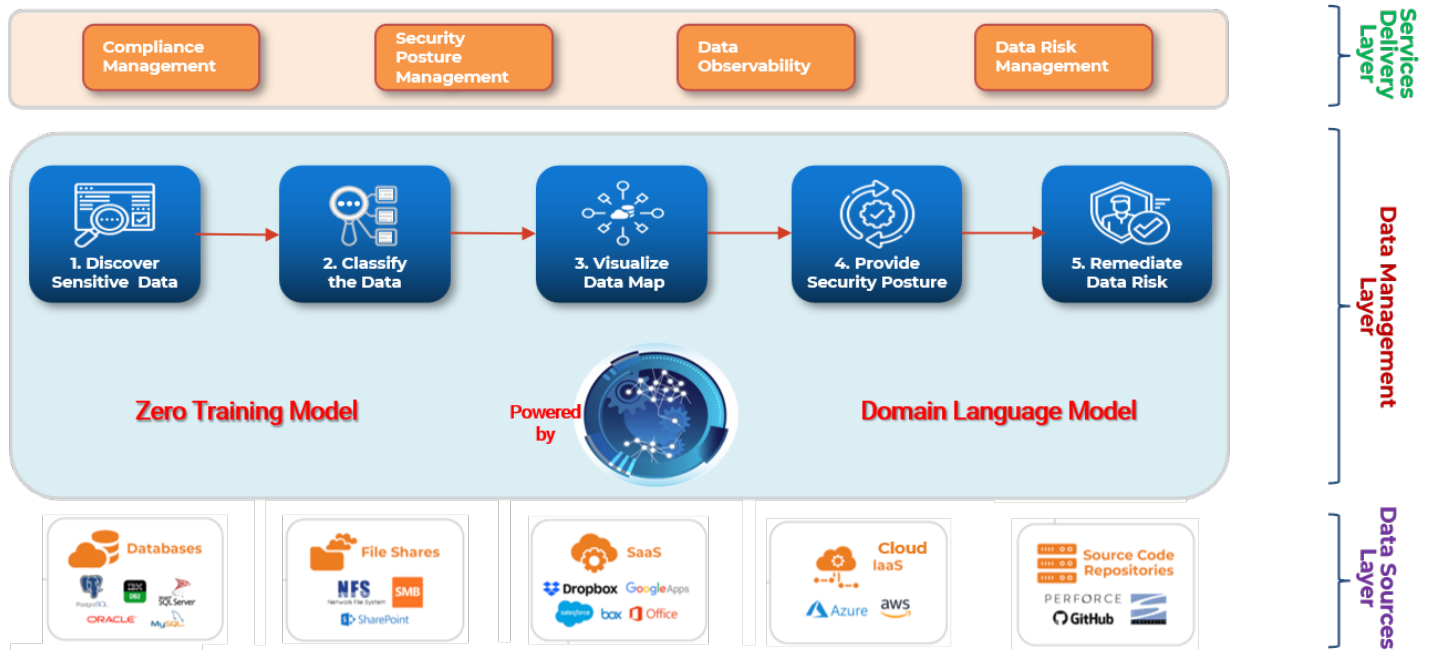 Compliance
Management
Security
Posture
Management
Data
Observability
Data Risk
Management
Services
Delivery
Layer
1. Discover
Sensitive Data
2. Classify
the Data
3. Visualize
Data Map
4. Provide
Security Posture
5. Remediate
Data Risk
Zero Training Model
Powered
by
Domain Language Model
Data Management
Layer
Databases
PostgreSQL
IBM
DB2
SQL Server
ORACLE
MySQL
File Shares
NFS
Network File System
SMB
SharePoint
SaaS
Dropbox
Google Apps
salesforce
box
Office
Cloud
IaaS
Azure
aws
Source Code
Repositories
PERFORCE
GitHub
Data Sources
Layer